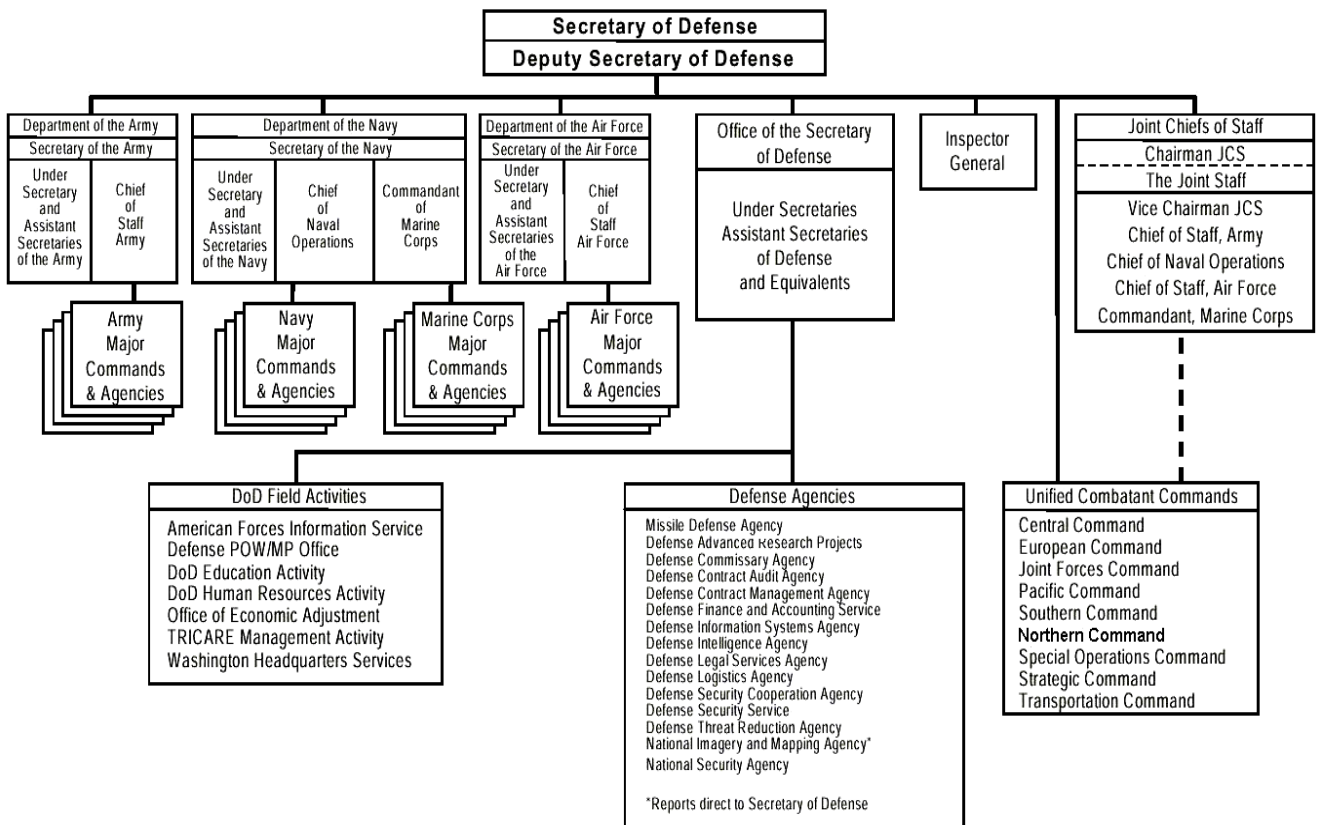 Secretary of Defense
Deputy Secretary of Defense
Department of the Army
Secretary of the Army
Under
Secretary
and
Assistant
Secretaries
of the Army
Chief
of
Staff
Army
Department of the Navy
Secretary of the Navy
Under
Secretary
and
Assistant
Secretaries
of the Navy
Chief
of
Naval
Operations
Commandant
of
Marine
Corps
Department of the Air Force
Secretary of the Air Force
Under
Secretary
and
Assistant
Secretaries
of the
Air Force
Chief
of
Staff
Air Force
Office of the Secretary
of Defense
Under Secretaries
Assistant Secretaries
of Defense
and Equivalents
Inspector
General
Joint Chiefs of Staff
Chairman JCS
The Joint Staff
Vice Chairman JCS
Chief of Staff, Army
Chief of Naval Operations
Chief of Staff, Air Force
Commandant, Marine Corps
Army
Major
Commands
& Agencies
Navy
Major
Commands
& Agencies
Marine Corps
Major
Commands
& Agencies
Air Force
Major
Commands
& Agencies
DoD Field Activities
American Forces Information Service
Defense POW/MP Office
DoD Education Activity
DoD Human Resources Activity
Office of Economic Adjustment
TRICARE Management Activity
Washington Headquarters Services
Defense Agencies
Missile Defense Agency
Defense Advanced Research Projects
Defense Commissary Agency
Defense Contract Audit Agency
Defense Contract Management Agency
Defense Finance and Accounting Service
Defense Information Systems Agency
Defense Intelligence Agency
Defense Legal Services Agency
Defense Logistics Agency
Defense Security Cooperation Agency
Defense Security Service
Defense Threat Reduction Agency
National Imagery and Mapping Agency*
National Security Agency
*Reports direct to Secretary of Defense
Unified Combatant Commands
Central Command
European Command
Joint Forces Command
Pacific Command
Southern Command
Northern Command
Special Operations Command
Strategic Command
Transportation Command